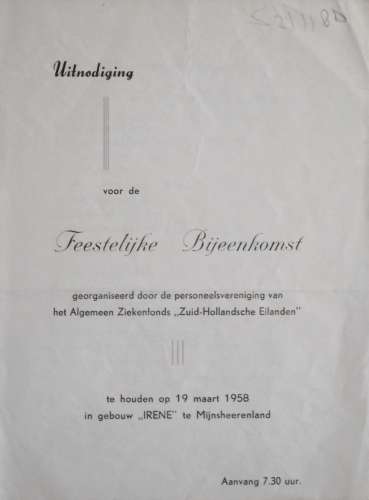 Uitnodiging
voor de
Feestelijke Bijeenkomst
georganiseerd door de personeelsvereniging van
het Algemeen Ziekenfonds „Zuid-Hollandsche Eilanden"
te houden op 19 maart 1958
in gebouw „IRENE" te Mijnsheerenland
Aanvang 7.30 uur.